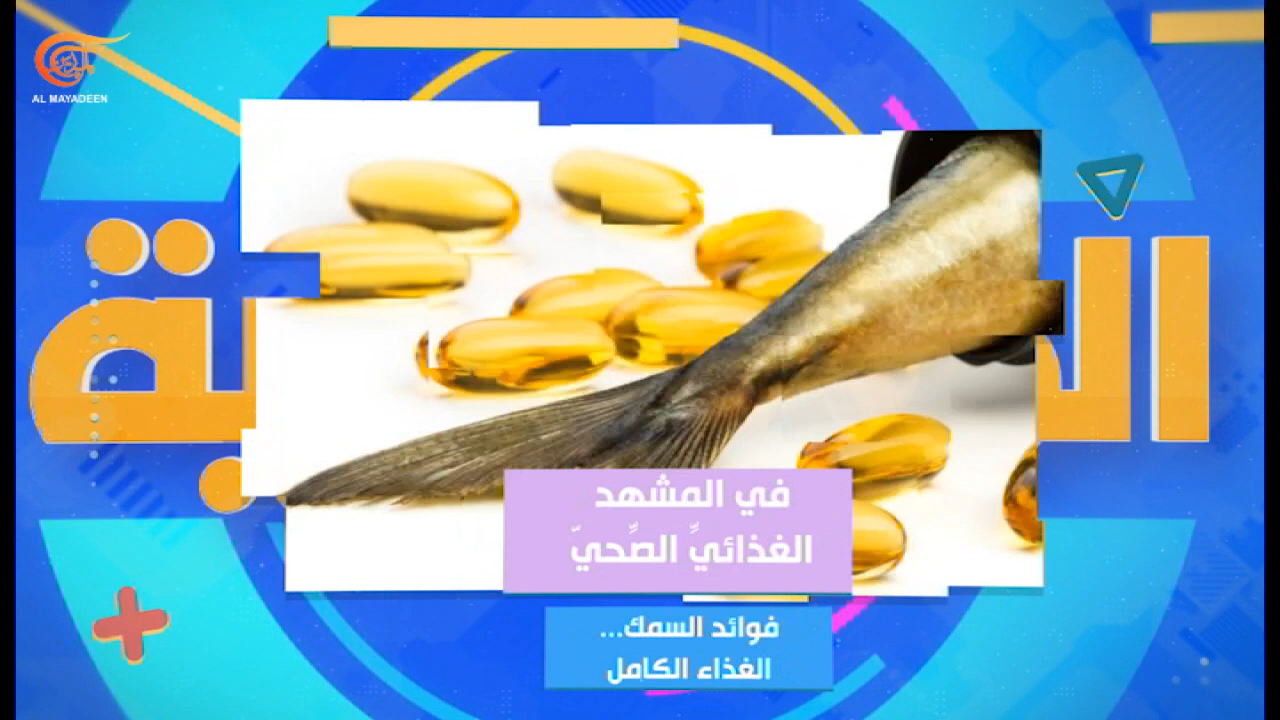 AL MAYADEEN
في المشهد
الغذائيِّ الصِّحيّ
فوائد السمك...
الغذاء الكامل